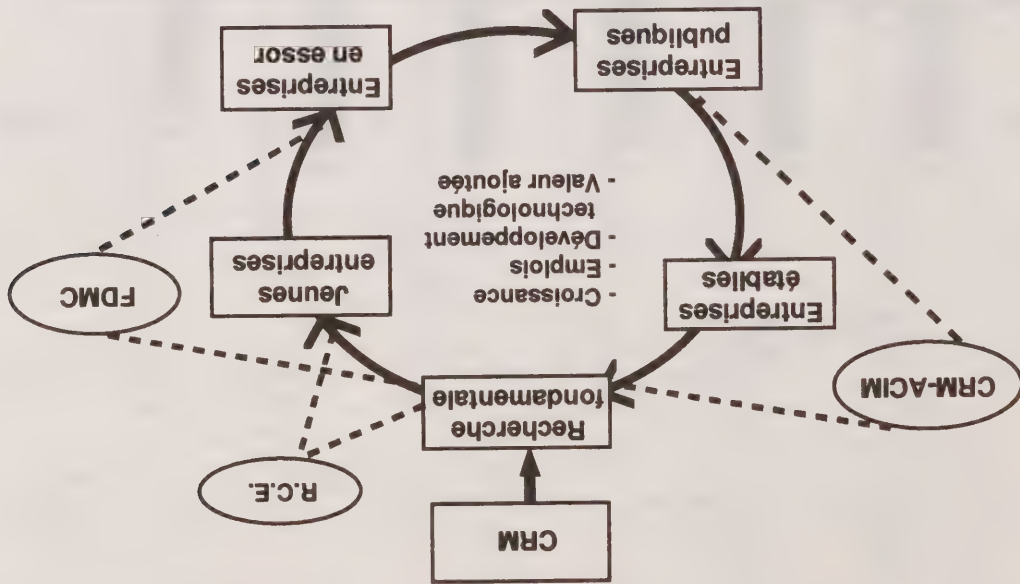 CRM
R.C.E.
Recherche
fondamentale
CRM-ACIM
Entreprises
établies
- Croissance
- Emplois
- Développement
technologique
- Valeur ajoutée
Jeunes
entreprises
FDMC
Entreprises
publiques
Entreprises
en essor